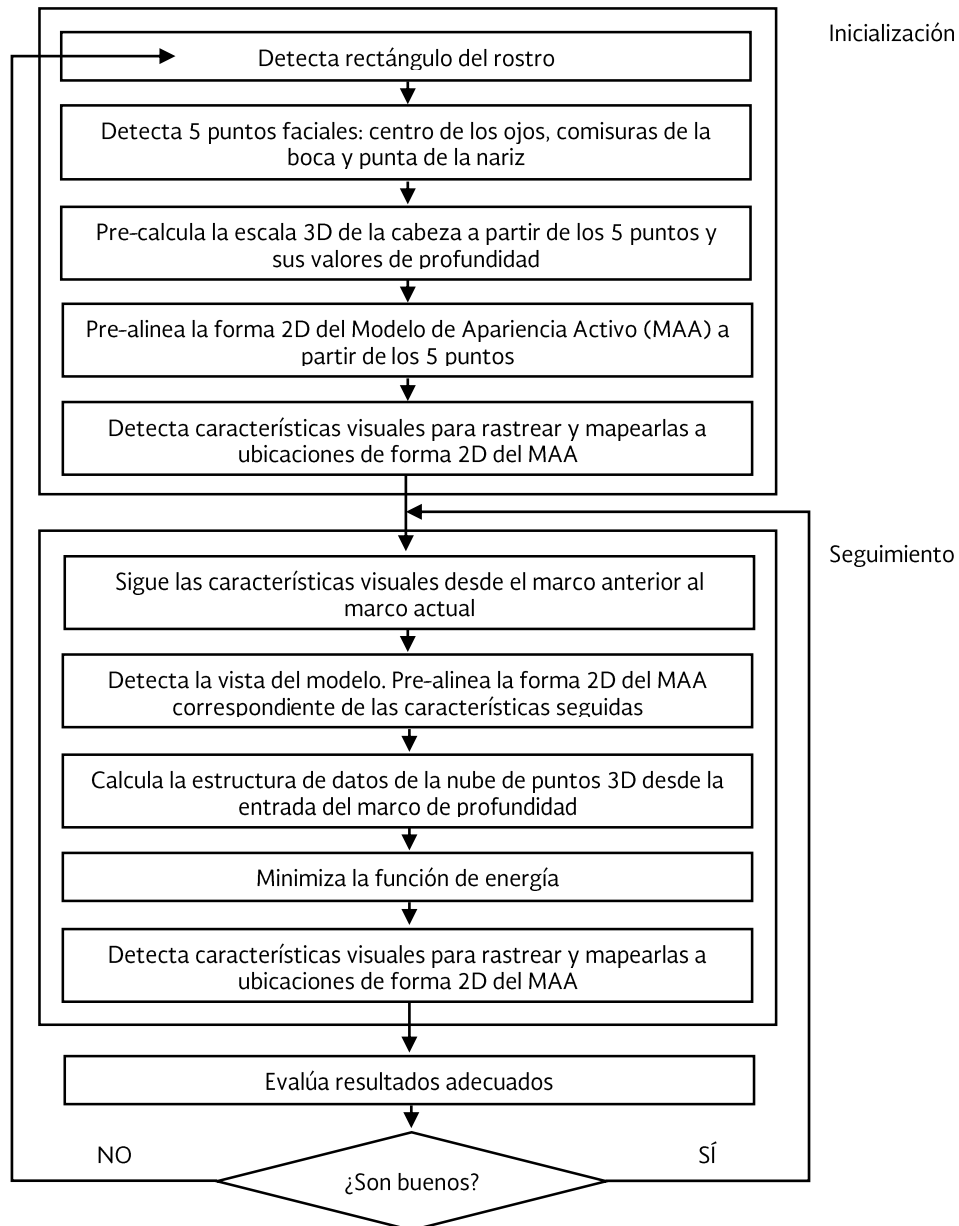 Inicialización
Detecta rectángulo del rostro
Detecta 5 puntos faciales: centro de los ojos, comisuras de la
boca y punta de la nariz
Pre-calcula la escala 3D de la cabeza a partir de los 5 puntos y
sus valores de profundidad
Pre-alinea la forma 2D del Modelo de Apariencia Activo (MAA) a
partir de los 5 puntos
Detecta características visuales para rastrear y mapearlas a
ubicaciones de forma 2D del MAA
Seguimiento
Sigue las características visuales desde el marco anterior al
marco actual
Detecta la vista del modelo. Pre-alinea la forma 2D del MAA
correspondiente de las características seguidas
Calcula la estructura de datos de la nube de puntos 3D desde la
entrada del marco de profundidad
Minimiza la función de energía
Detecta características visuales para rastrear y mapearlas a
ubicaciones de forma 2D del MAA
Evalúa resultados adecuados
NO
SÍ
¿Son buenos?